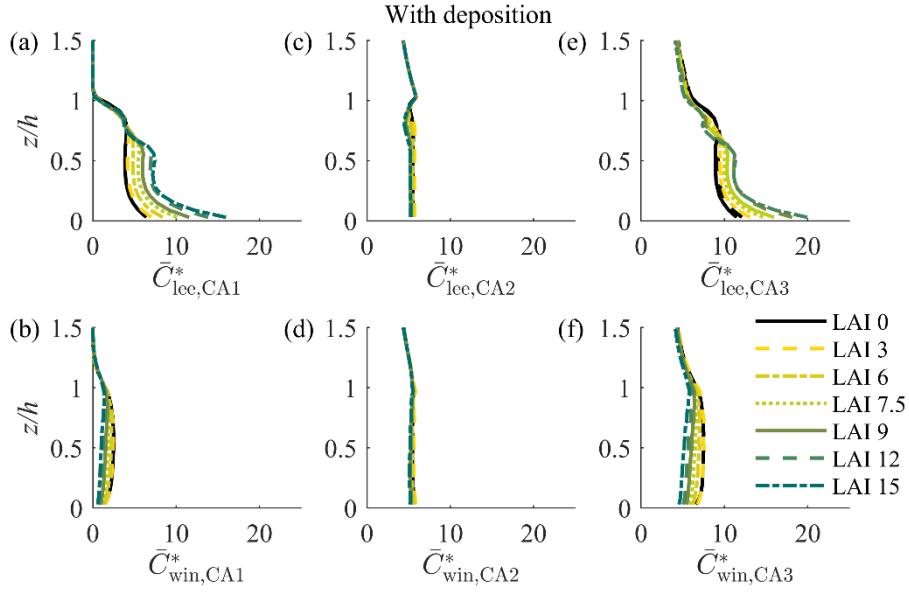 With deposition
(a) (c) (e)
1.5 1.5 1.5
1 1 1
z/h
0.5 0.5 0.5
0 0 0
0 10 20 0 10 20 0 10 20
C̄*lee,CA1 C̄*lee,CA2 C̄*lee,CA3
(b) (d) (f)
1.5 1.5 1.5
1 1 1
z/h
0.5 0.5 0.5
0 0 0
0 10 20 0 10 20 0 10 20
C̄*win,CA1 C̄*win,CA2 C̄*win,CA3
LAI 0
LAI 3
LAI 6
LAI 7.5
LAI 9
LAI 12
LAI 15